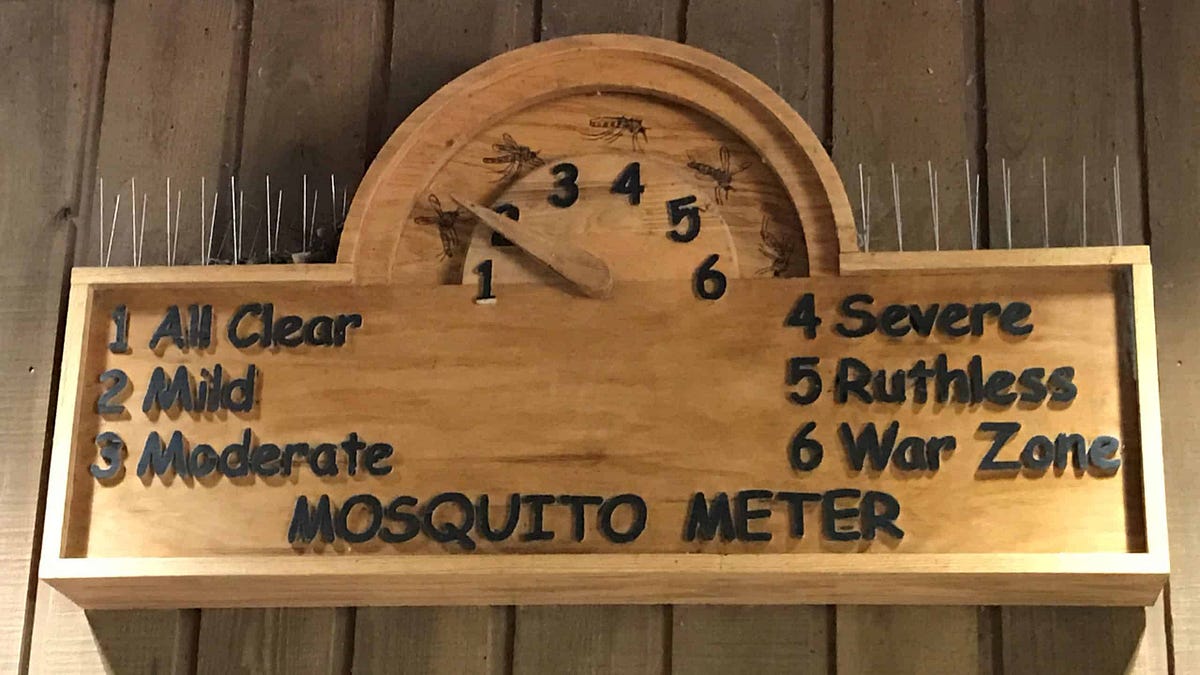 1
2
3
4
5
6
1 All Clear
2 Mild
3 Moderate
4 Severe
5 Ruthless
6 War Zone
MOSQUITO METER